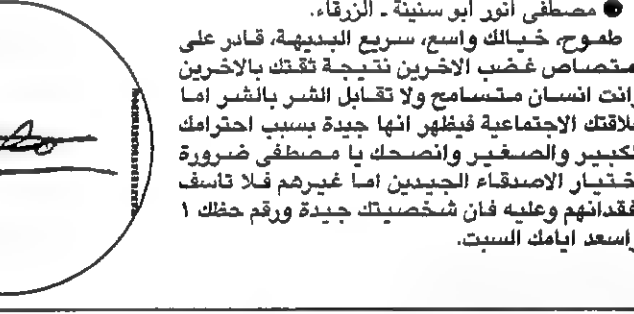 ● مصطفى انور ابو سنينة ـ الزرقاء.
طموح، خيالك واسع، سريع البديهة، قادر على
متصاص غضب الاخرين نتيجة ثقتك بالاخرين
انت انسان متسامح ولا تقابل الشر بالشر اما
علاقتك الاجتماعية فيظهر انها جيدة بسبب احترامك
لكبير والصغير وانصحك يا مصطفى ضرورة
ختيار الاصدقاء الجيدين اما غيرهم فلا تاسف
فقدانهم وعليه فان شخصيتك جيدة ورقم حظك ١
اسعد ايامك السبت.